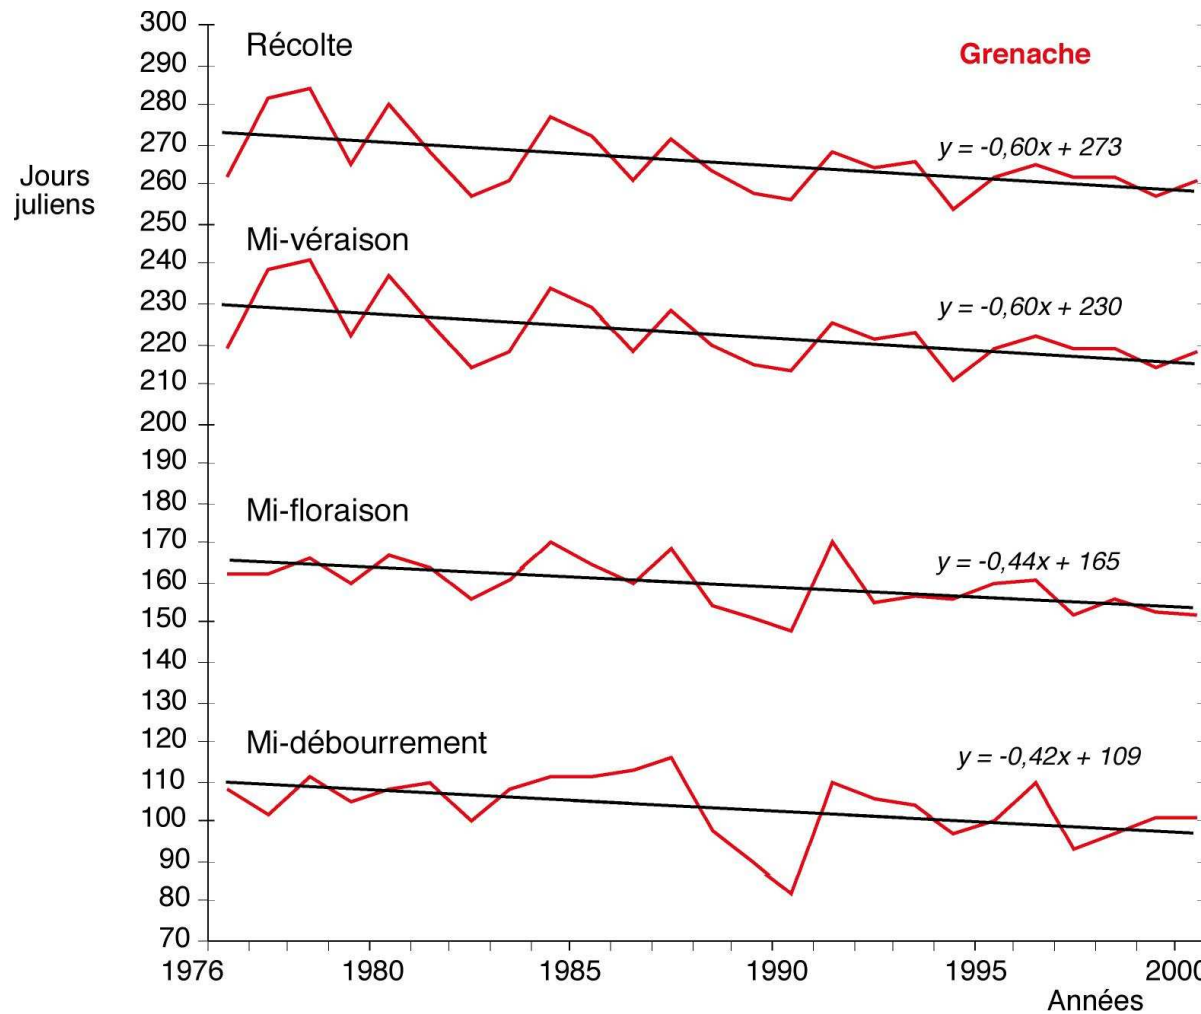 300
Récolte
Grenache
290
280
270
y = -0,60x + 273
Jours
juliens
260
250
Mi-véraison
240
230
y = -0,60x + 230
220
210
200
190
180
Mi-floraison
170
y = -0,44x + 165
160
150
140
130
120
Mi-débourrement
y = -0,42x + 109
110
100
90
80
70
1976 1980 1985 1990 1995 2000
Années